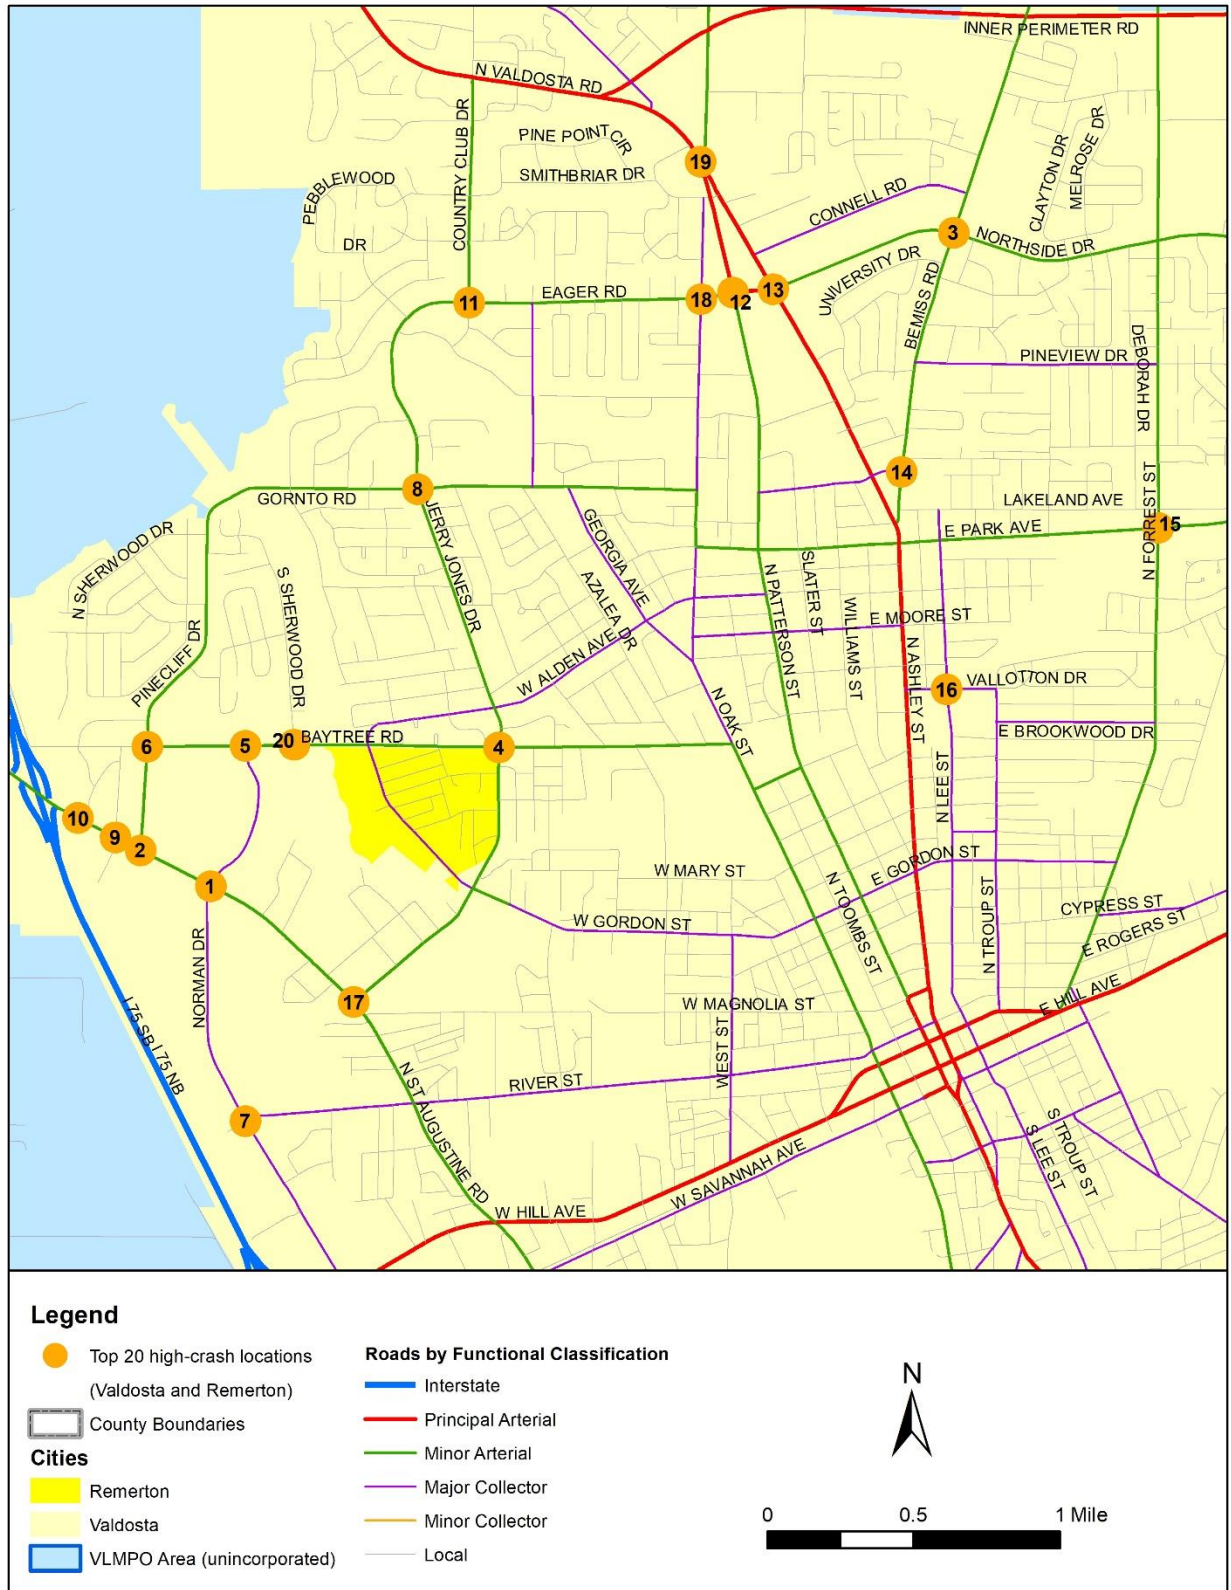 INNER PERIMETER RD
N VALDOSTA RD
COUNTRY CLUB DR
PINE POINT CIR
SMITHBRIAR DR
PEBBLEWOOD
DR
19
CONNELL RD
CLAYTON DR
MELROSE DR
3
NORTHSIDE DR
UNIVERSITY DR
BEMISS RD
11
EAGER RD
18
12
13
PINEVIEW DR
DEBORAH DR
8
GORNTO RD
JERRY JONES DR
GEORGIA AVE
AZALEA DR
14
LAKELAND AVE
E PARK AVE
15
N FORREST ST
N SHERWOOD DR
S SHERWOOD DR
PINECLIFF DR
W ALDEN AVE
N PATTERSON ST
SLATER ST
WILLIAMS ST
E MOORE ST
N ASHLEY ST
16
VALLOTTON DR
E BROOKWOOD DR
N OAK ST
6
5
20
BAYTREE RD
4
N LEE ST
10
9
2
1
W MARY ST
E GORDON ST
W GORDON ST
N TOOMBS ST
N TROUP ST
CYPRESS ST
E ROGERS ST
E HILL AVE
NORMAN DR
17
W MAGNOLIA ST
WEST ST
I 75 SB
I 75 NB
RIVER ST
7
N ST AUGUSTINE RD
W SAVANNAH AVE
W HILL AVE
S LEE ST
S TROUP ST
Legend
Top 20 high-crash locations
(Valdosta and Remerton)
County Boundaries
Cities
Remerton
Valdosta
VLMPO Area (unincorporated)
Roads by Functional Classification
Interstate
Principal Arterial
Minor Arterial
Major Collector
Minor Collector
Local
N
0 0.5 1 Mile